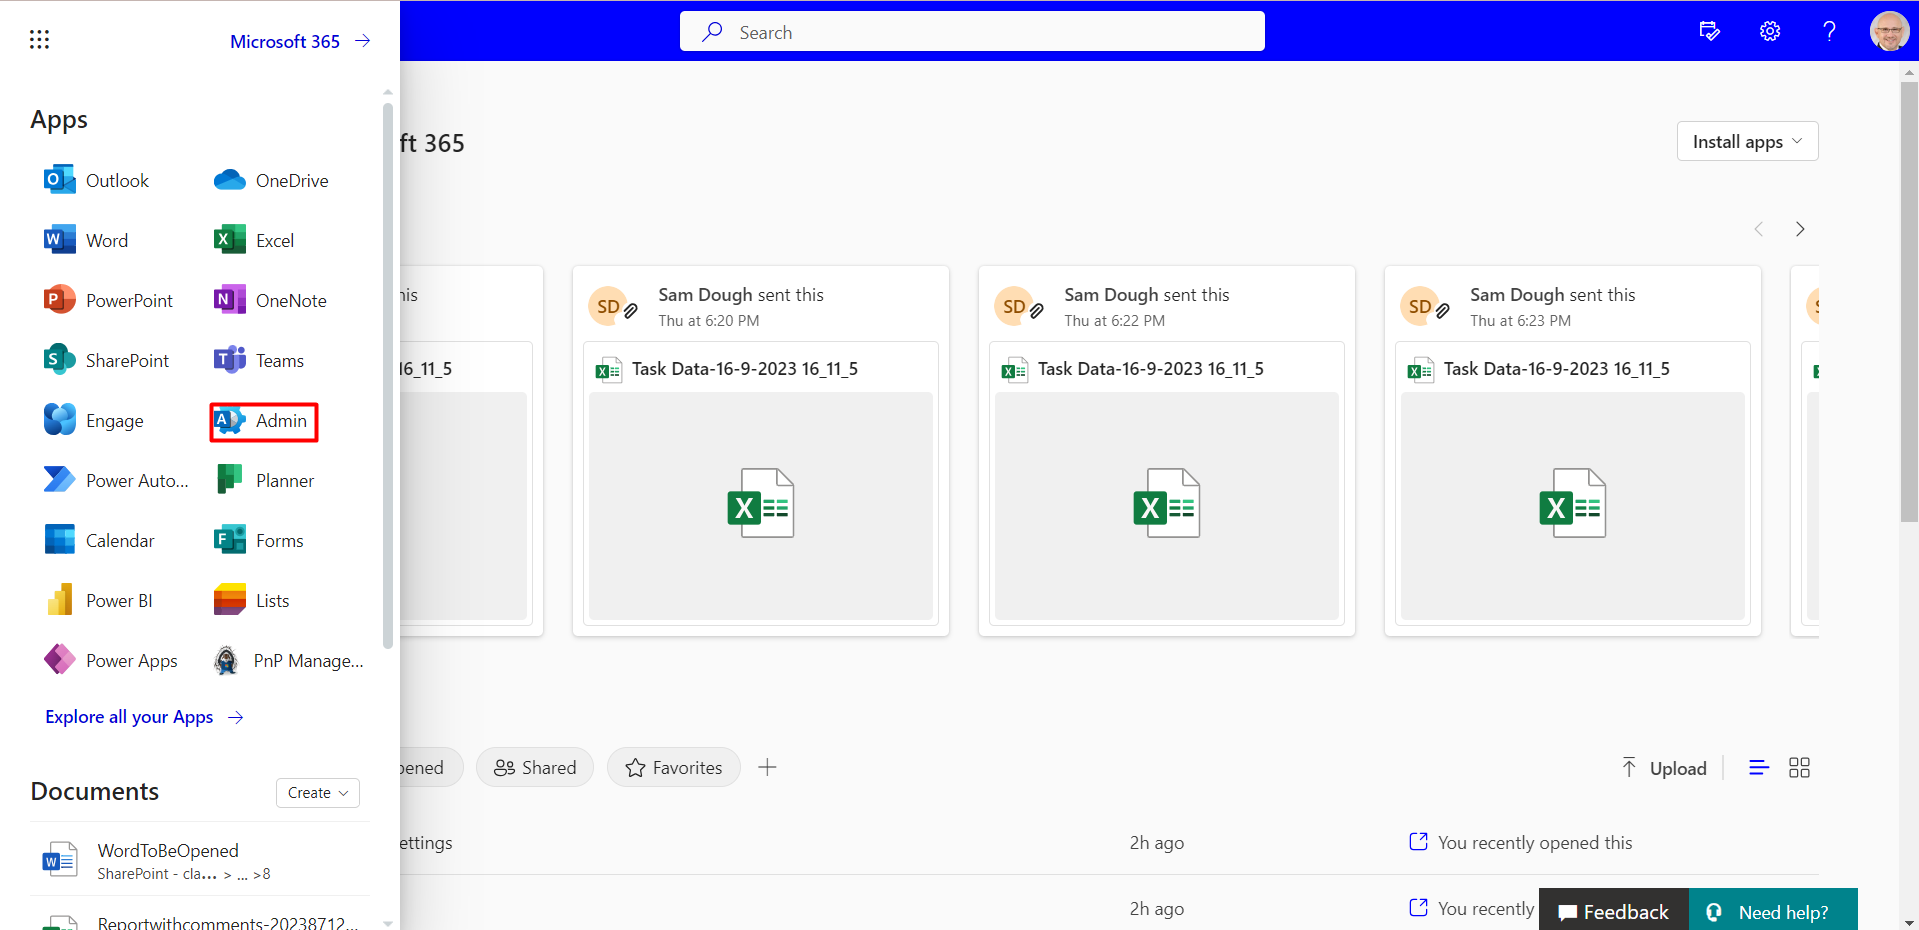 Microsoft 365
Search
Apps
ft 365
Install apps
Outlook
OneDrive
Word
Excel
PowerPoint
OneNote
SharePoint
Teams
Engage
Admin
Power Auto...
Planner
Calendar
Forms
Power BI
Lists
Power Apps
PnP Manage...
Explore all your Apps
his
16_11_5
SD
Sam Dough sent this
Thu at 6:20 PM
Task Data-16-9-2023 16_11_5
SD
Sam Dough sent this
Thu at 6:22 PM
Task Data-16-9-2023 16_11_5
SD
Sam Dough sent this
Thu at 6:23 PM
Task Data-16-9-2023 16_11_5
pened
Shared
Favorites
Upload
Documents
Create
WordToBeOpened
SharePoint - cla... > ... >8
Reportwithcomments-20238712...
ettings
2h ago
You recently opened this
2h ago
You recently
Feedback
Need help?